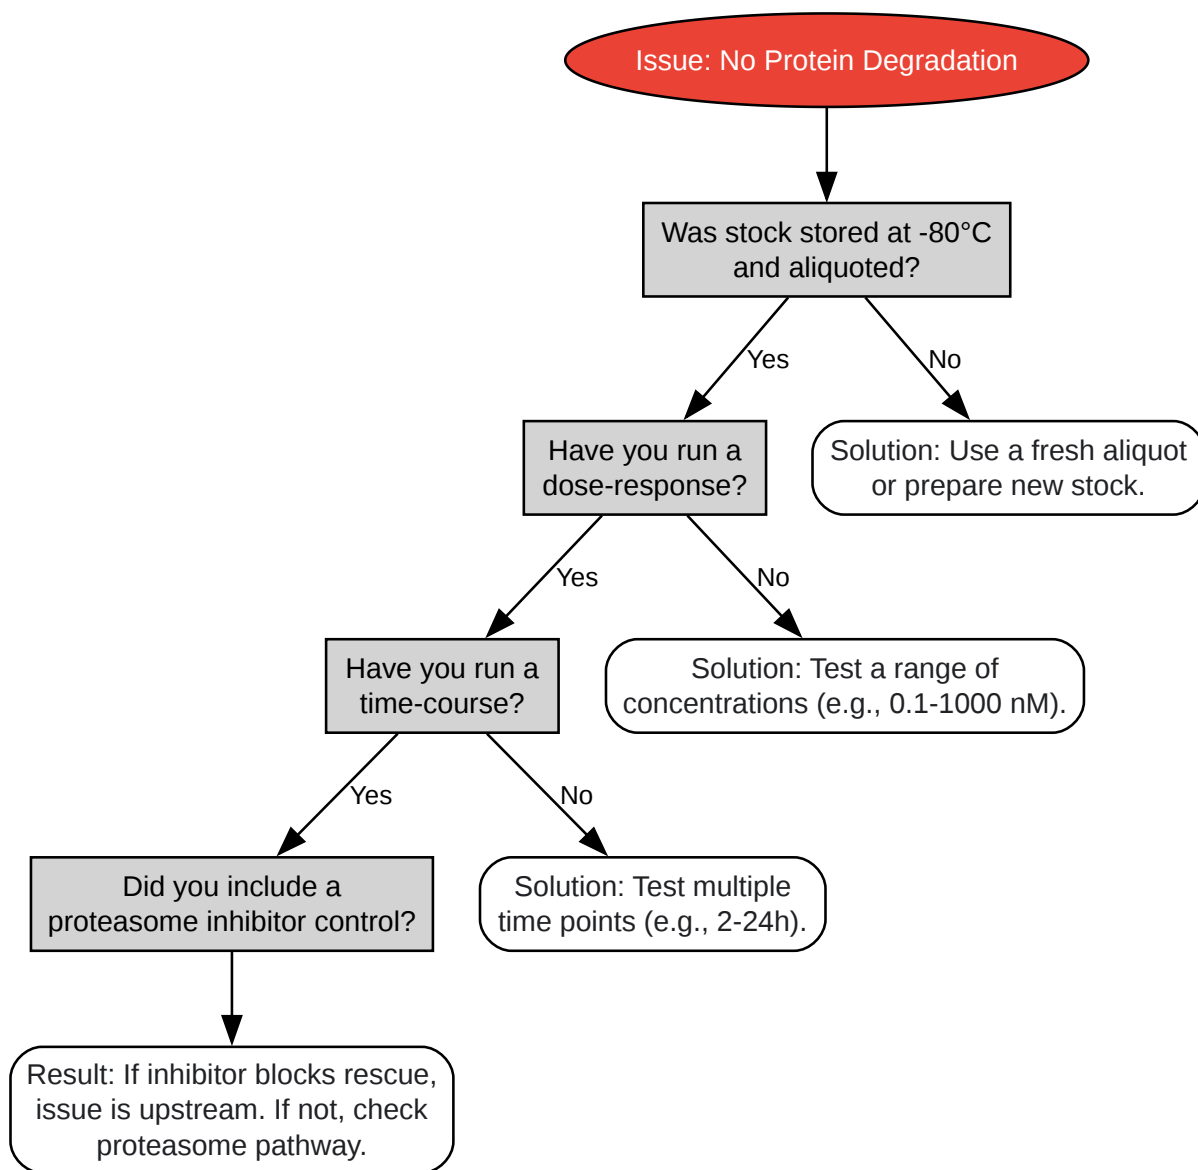 Issue: No Protein Degradation
Was stock stored at -80°C
and aliquoted?
Yes
No
Have you run a
dose-response?
Solution: Use a fresh aliquot
or prepare new stock.
Yes
No
Have you run a
time-course?
Solution: Test a range of
concentrations (e.g., 0.1-1000 nM).
Yes
No
Did you include a
proteasome inhibitor control?
Solution: Test multiple
time points (e.g., 2-24h).
Result: If inhibitor blocks rescue,
issue is upstream. If not, check
proteasome pathway.